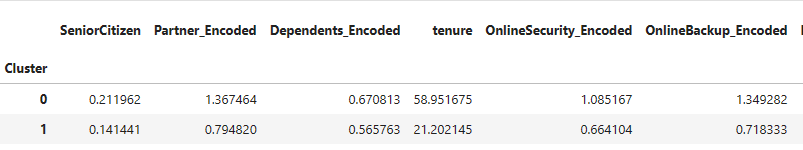 SeniorCitizen Partner_Encoded Dependents_Encoded tenure OnlineSecurity_Encoded OnlineBackup_Encoded
Cluster
0 0.211962 1.367464 0.670813 58.951675 1.085167 1.349282
1 0.141441 0.794820 0.565763 21.202145 0.664104 0.718333